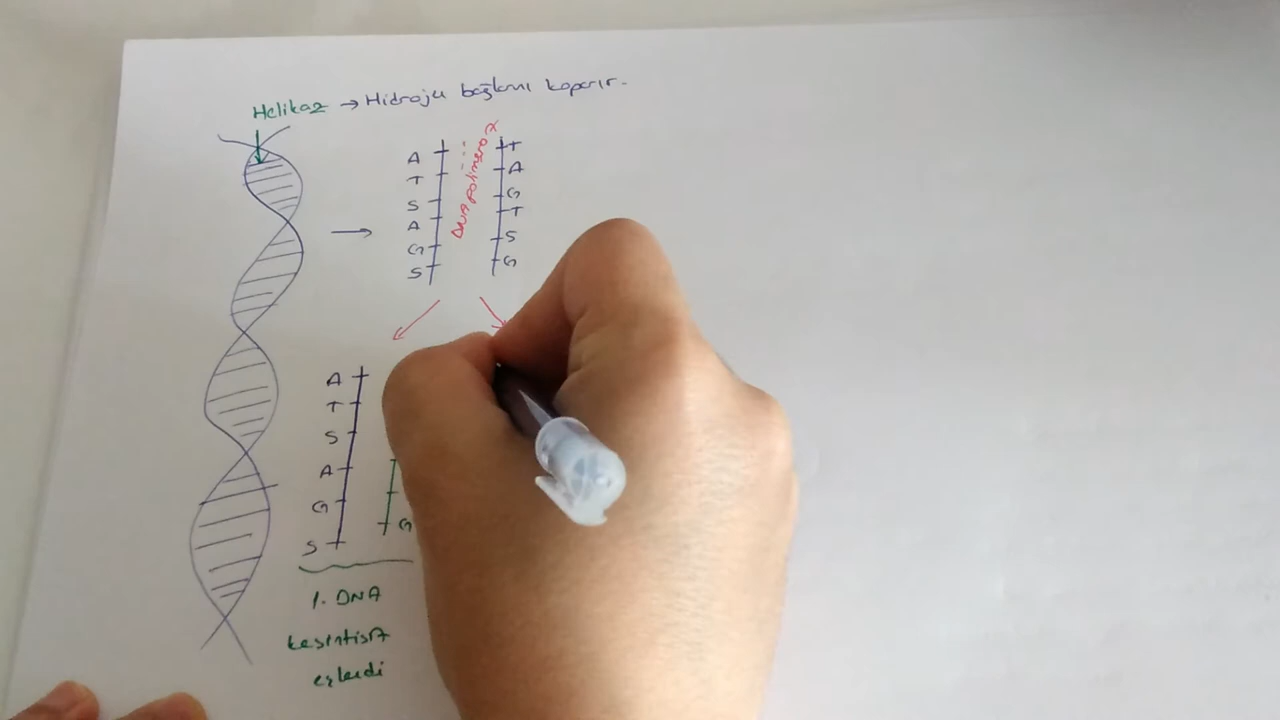 Helikaz → Hidrojen bağlarını koparır.
A
T
S
A
G
S
DNA polimeraz
T
A
G
T
S
G
A
T
S
A
G
S
G
1. DNA
kesintisiz
eşlendi